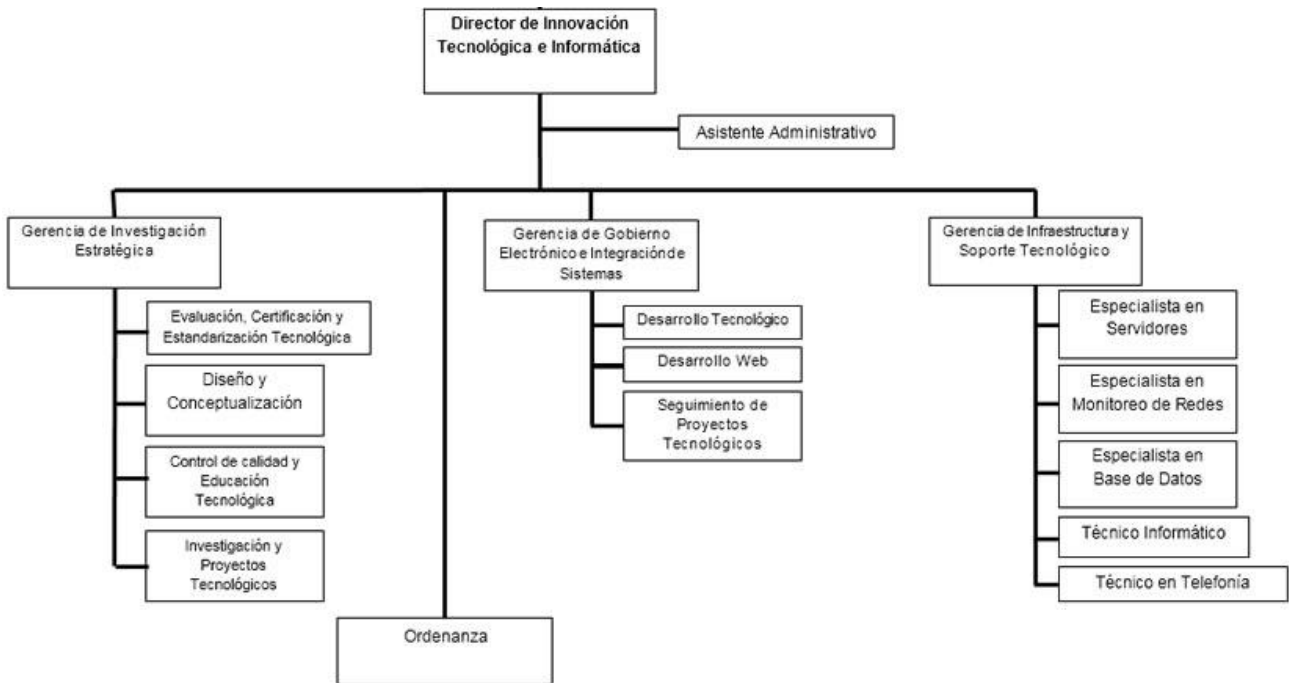 Director de Innovación
Tecnológica e Informática
Asistente Administrativo
Gerencia de Investigación
Estratégica
Evaluación, Certificación y
Estandarización Tecnológica
Diseño y
Conceptualización
Control de calidad y
Educación
Tecnológica
Investigación y
Proyectos
Tecnológicos
Ordenanza
Gerencia de Gobierno
Electrónico e Integración de
Sistemas
Desarrollo Tecnológico
Desarrollo Web
Seguimiento de
Proyectos
Tecnológicos
Gerencia de Infraestructura y
Soporte Tecnológico
Especialista en
Servidores
Especialista en
Monitoreo de Redes
Especialista en
Base de Datos
Técnico Informático
Técnico en Telefonía